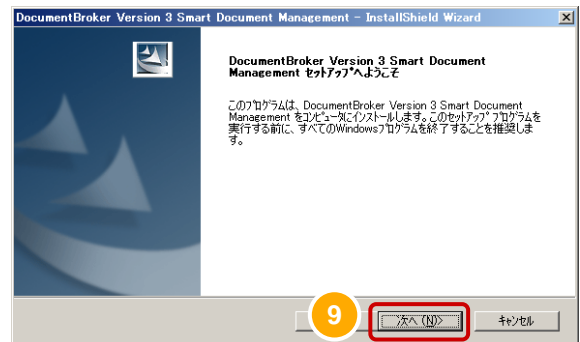 DocumentBroker Version 3 Smart Document Management - InstallShield Wizard
DocumentBroker Version 3 Smart Document
Management ｾｯﾄｱｯﾌﾟへようこそ
このﾌﾟﾛｸﾞﾗﾑは、DocumentBroker Version 3 Smart Document
Management をｺﾝﾋﾟｭｰﾀにｲﾝｽﾄｰﾙします。このｾｯﾄｱｯﾌﾟ ﾌﾟﾛｸﾞﾗﾑを
実行する前に、すべてのWindowsﾌﾟﾛｸﾞﾗﾑを終了することを推奨しま
す。
9
次へ(N)>
ｷｬﾝｾﾙ